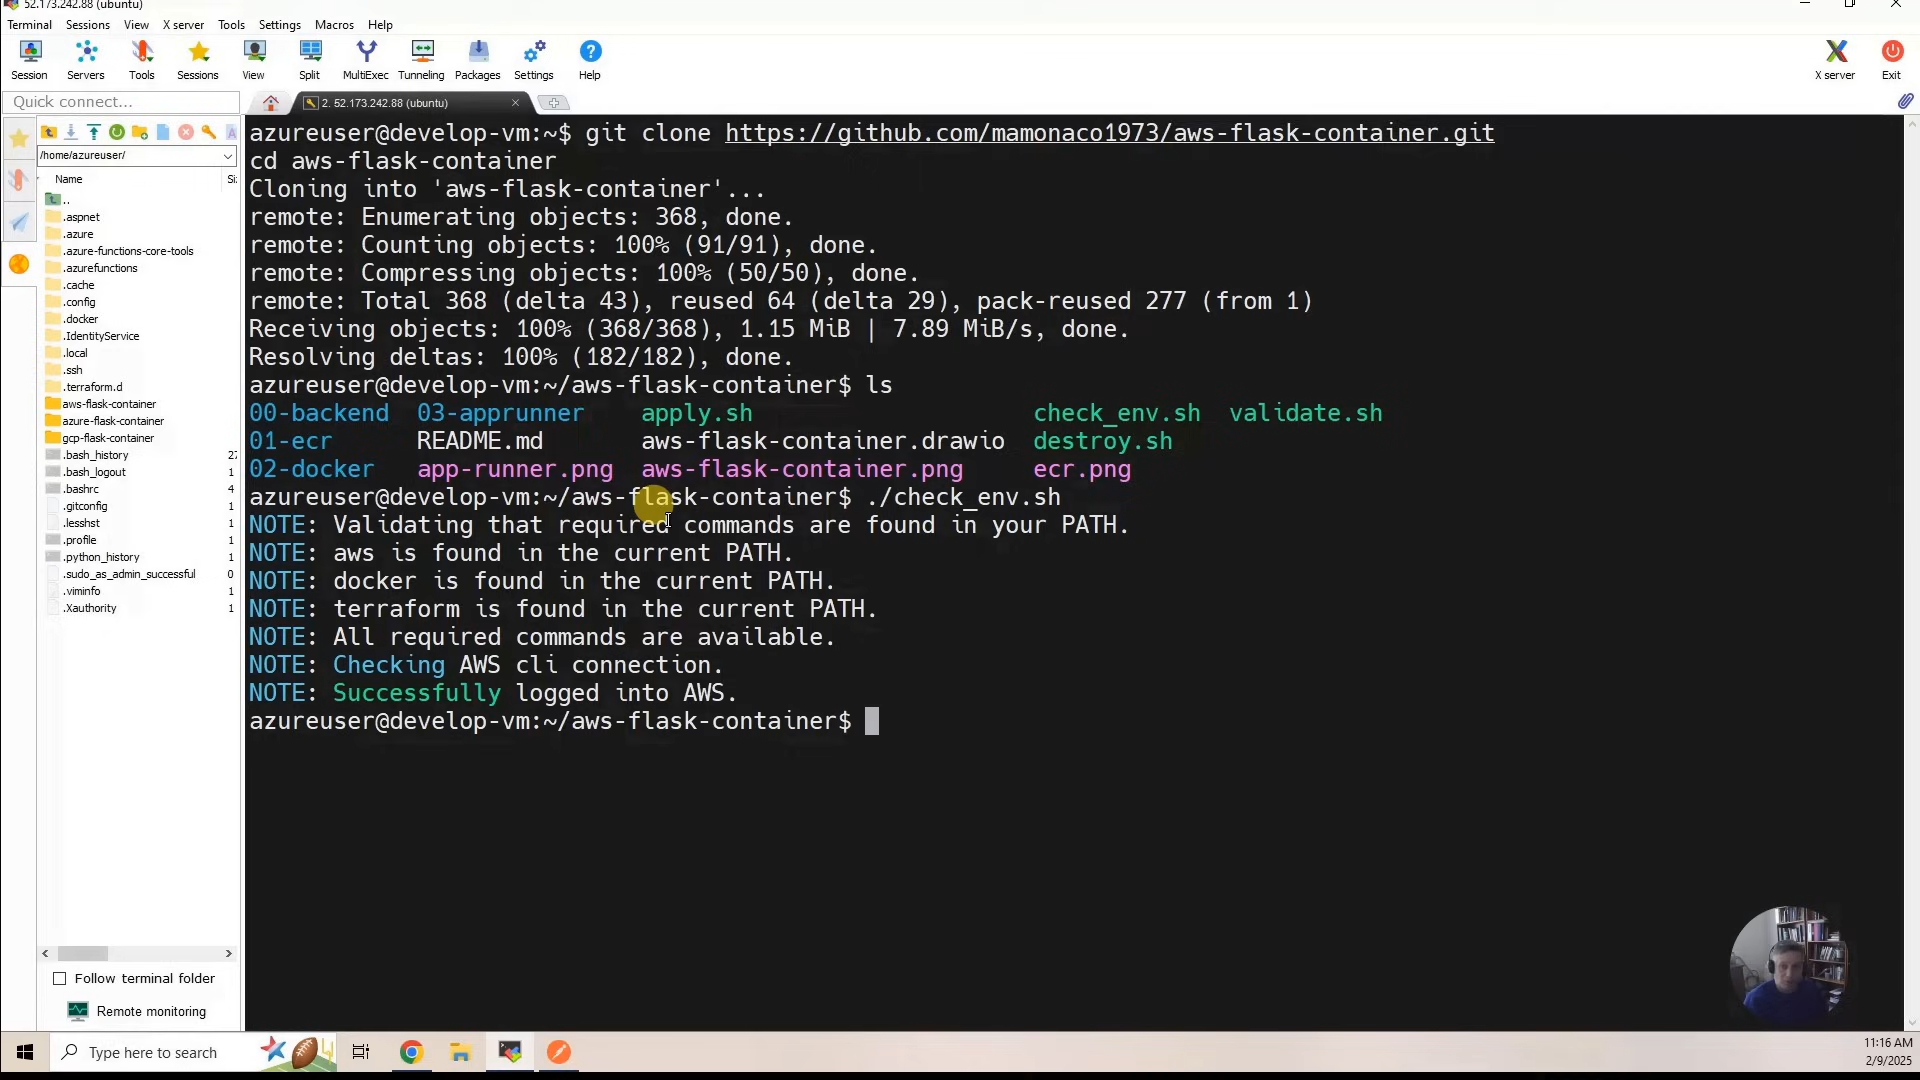 52.173.242.88 (ubuntu)
Terminal Sessions View X server Tools Settings Macros Help
Session Servers Tools Sessions View Split MultiExec Tunneling Packages Settings Help X server Exit
Quick connect...
2. 52.173.242.88 (ubuntu)
/home/azureuser/
Name
..
.aspnet
.azure
.azure-functions-core-tools
.azurefunctions
.cache
.config
.docker
.IdentityService
.local
.ssh
.terraform.d
aws-flask-container
azure-flask-container
gcp-flask-container
.bash_history 27
.bash_logout 1
.bashrc 4
.gitconfig 1
.lesshst 1
.profile 1
.python_history 1
.sudo_as_admin_successful 0
.viminfo 1
.Xauthority 1
Follow terminal folder
Remote monitoring
azureuser@develop-vm:~$ git clone https://github.com/mamonaco1973/aws-flask-container.git
cd aws-flask-container
Cloning into 'aws-flask-container'...
remote: Enumerating objects: 368, done.
remote: Counting objects: 100% (91/91), done.
remote: Compressing objects: 100% (50/50), done.
remote: Total 368 (delta 43), reused 64 (delta 29), pack-reused 277 (from 1)
Receiving objects: 100% (368/368), 1.15 MiB | 7.89 MiB/s, done.
Resolving deltas: 100% (182/182), done.
azureuser@develop-vm:~/aws-flask-container$ ls
00-backend 03-apprunner apply.sh check_env.sh validate.sh
01-ecr README.md aws-flask-container.drawio destroy.sh
02-docker app-runner.png aws-flask-container.png ecr.png
azureuser@develop-vm:~/aws-flask-container$ ./check_env.sh
NOTE: Validating that required commands are found in your PATH.
NOTE: aws is found in the current PATH.
NOTE: docker is found in the current PATH.
NOTE: terraform is found in the current PATH.
NOTE: All required commands are available.
NOTE: Checking AWS cli connection.
NOTE: Successfully logged into AWS.
azureuser@develop-vm:~/aws-flask-container$
Type here to search
11:16 AM
2/9/2025